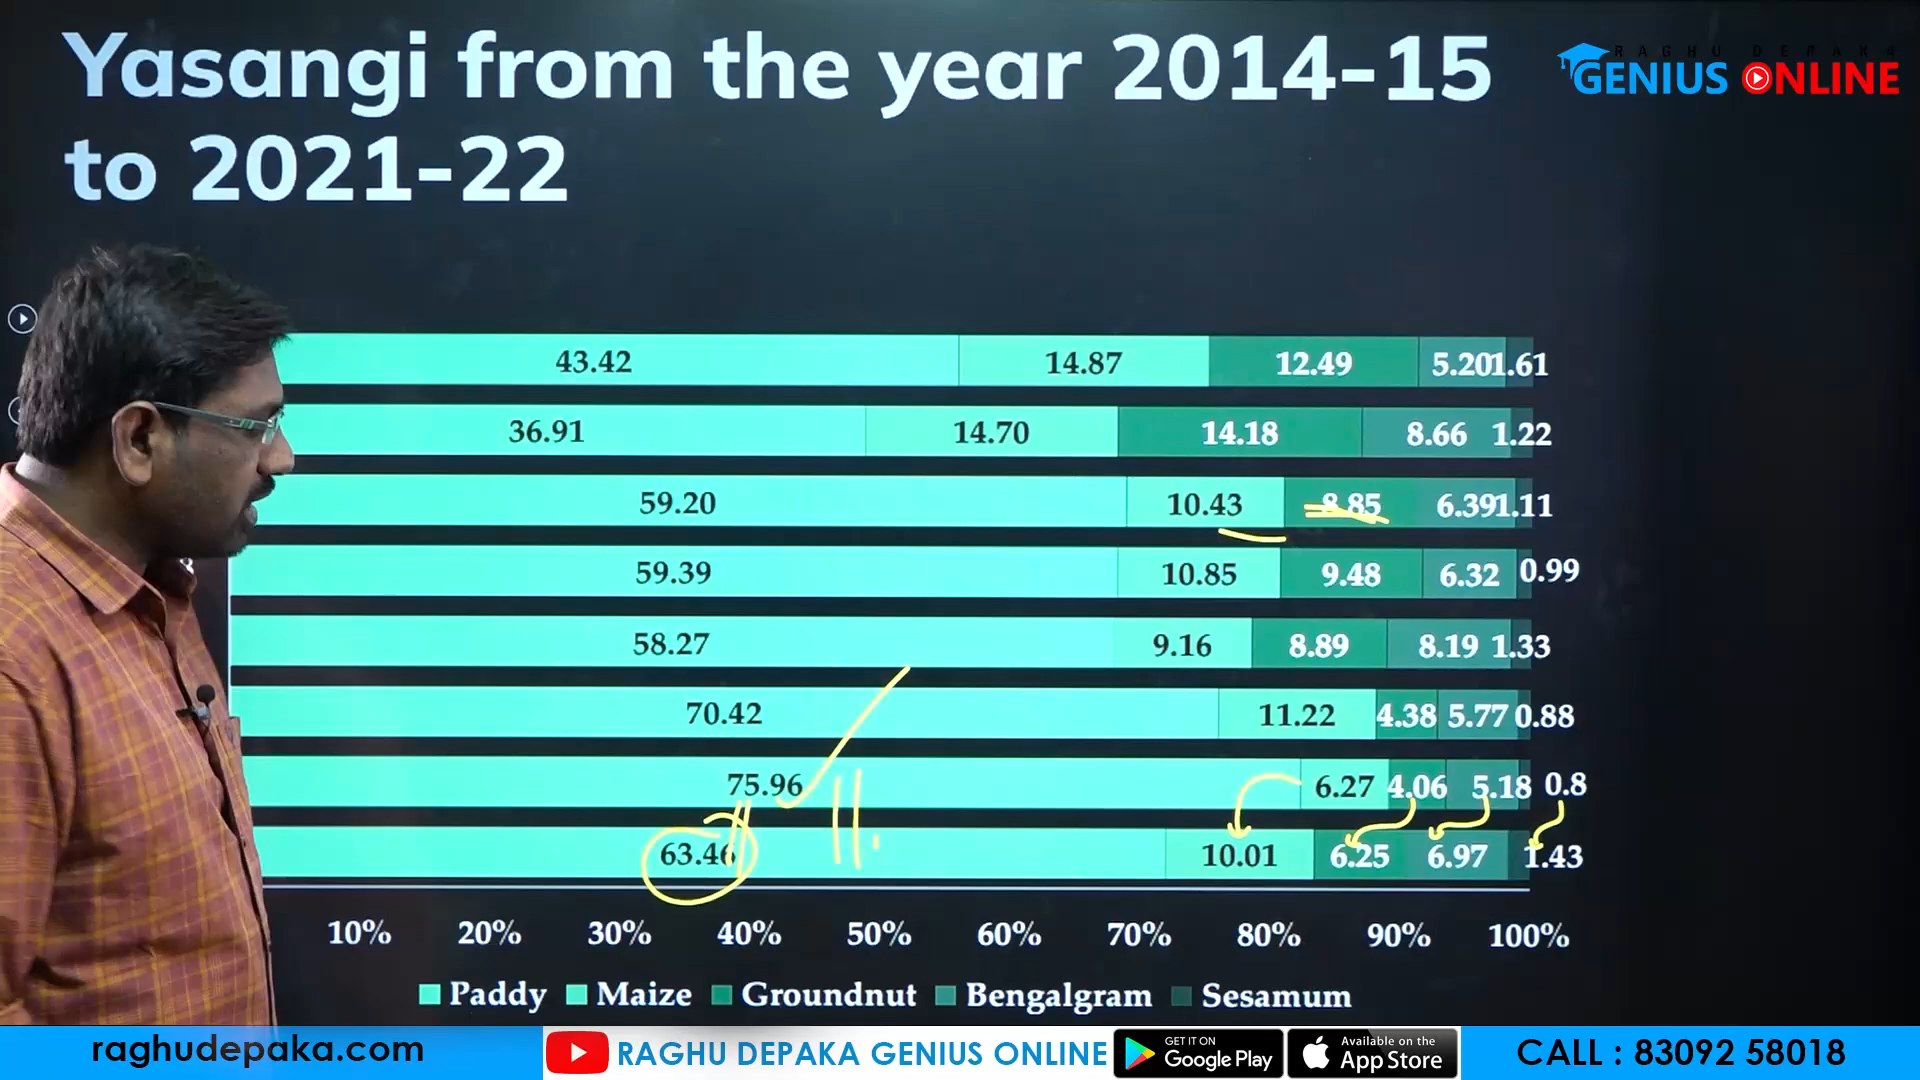 Yasangi from the year 2014-15
to 2021-22
RAGHU DEPAKA
GENIUS ONLINE
43.42 14.87 12.49 5.20 1.61
36.91 14.70 14.18 8.66 1.22
59.20 10.43 8.85 6.39 1.11
59.39 10.85 9.48 6.32 0.99
58.27 9.16 8.89 8.19 1.33
70.42 11.22 4.38 5.77 0.88
75.96 6.27 4.06 5.18 0.8
63.46 10.01 6.25 6.97 1.43
10% 20% 30% 40% 50% 60% 70% 80% 90% 100%
Paddy Maize Groundnut Bengalgram Sesamum
raghudepaka.com
RAGHU DEPAKA GENIUS ONLINE
GET IT ON
Google Play
Available on the
App Store
CALL : 83092 58018